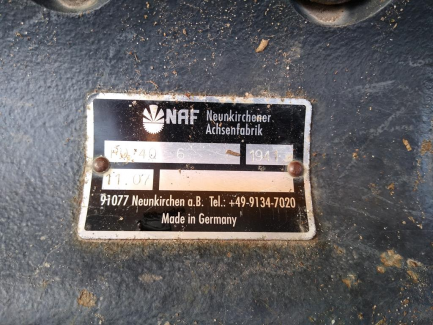 NAF Neunkirchener
Achsenfabrik
11.07
91077 Neunkirchen a.B. Tel.: +49-9134-7020
Made in Germany